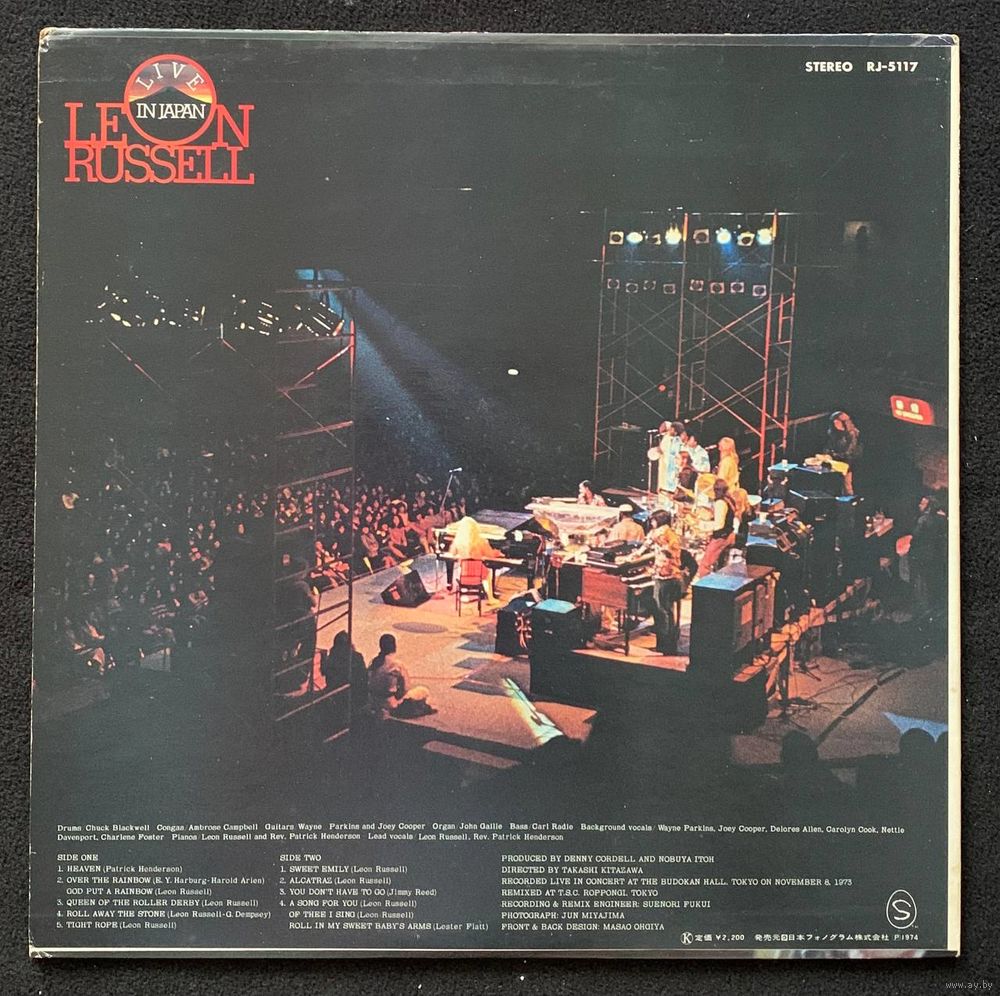 STEREO RJ-5117
LIVE
IN JAPAN
LEON
RUSSELL
Drums/Chuck Blackwell Congas/Ambrose Campbell Guitars/Wayne Parkins and Joey Cooper Organ/John Gallie Bass/Carl Radle Background vocals/Wayne Parkins, Joey Cooper, Delores Allen, Carolyn Cook, Nettie
Davenport, Charlene Foster Pianos/Leon Russell and Rev. Patrick Henderson Lead vocals/Leon Russell, Rev. Patrick Henderson
SIDE ONE
1. HEAVEN (Patrick Henderson)
2. OVER THE RAINBOW (E. Y. Harburg-Harold Arlen)
GOD PUT A RAINBOW (Leon Russell)
3. QUEEN OF THE ROLLER DERBY (Leon Russell)
4. ROLL AWAY THE STONE (Leon Russell-G. Dempsey)
5. TIGHT ROPE (Leon Russell)
SIDE TWO
1. SWEET EMILY (Leon Russell)
2. ALCATRAZ (Leon Russell)
3. YOU DON'T HAVE TO GO (Jimmy Reed)
4. A SONG FOR YOU (Leon Russell)
OF THEE I SING (Leon Russell)
ROLL IN MY SWEET BABY'S ARMS (Lester Flatt)
PRODUCED BY DENNY CORDELL AND NOBUYA ITOH
DIRECTED BY TAKASHI KITAZAWA
RECORDED LIVE IN CONCERT AT THE BUDOKAN HALL, TOKYO ON NOVEMBER 8, 1973
REMIXED AT T.S.C. ROPPONGI, TOKYO
RECORDING & REMIX ENGINEER: SUENORI FUKUI
PHOTOGRAPH: JUN MIYAJIMA
FRONT & BACK DESIGN: MASAO OHGIYA
S
Ⓚ定価 ¥2,200 発売元 日本フォノグラム株式会社 Ⓟ1974
www.ay.by